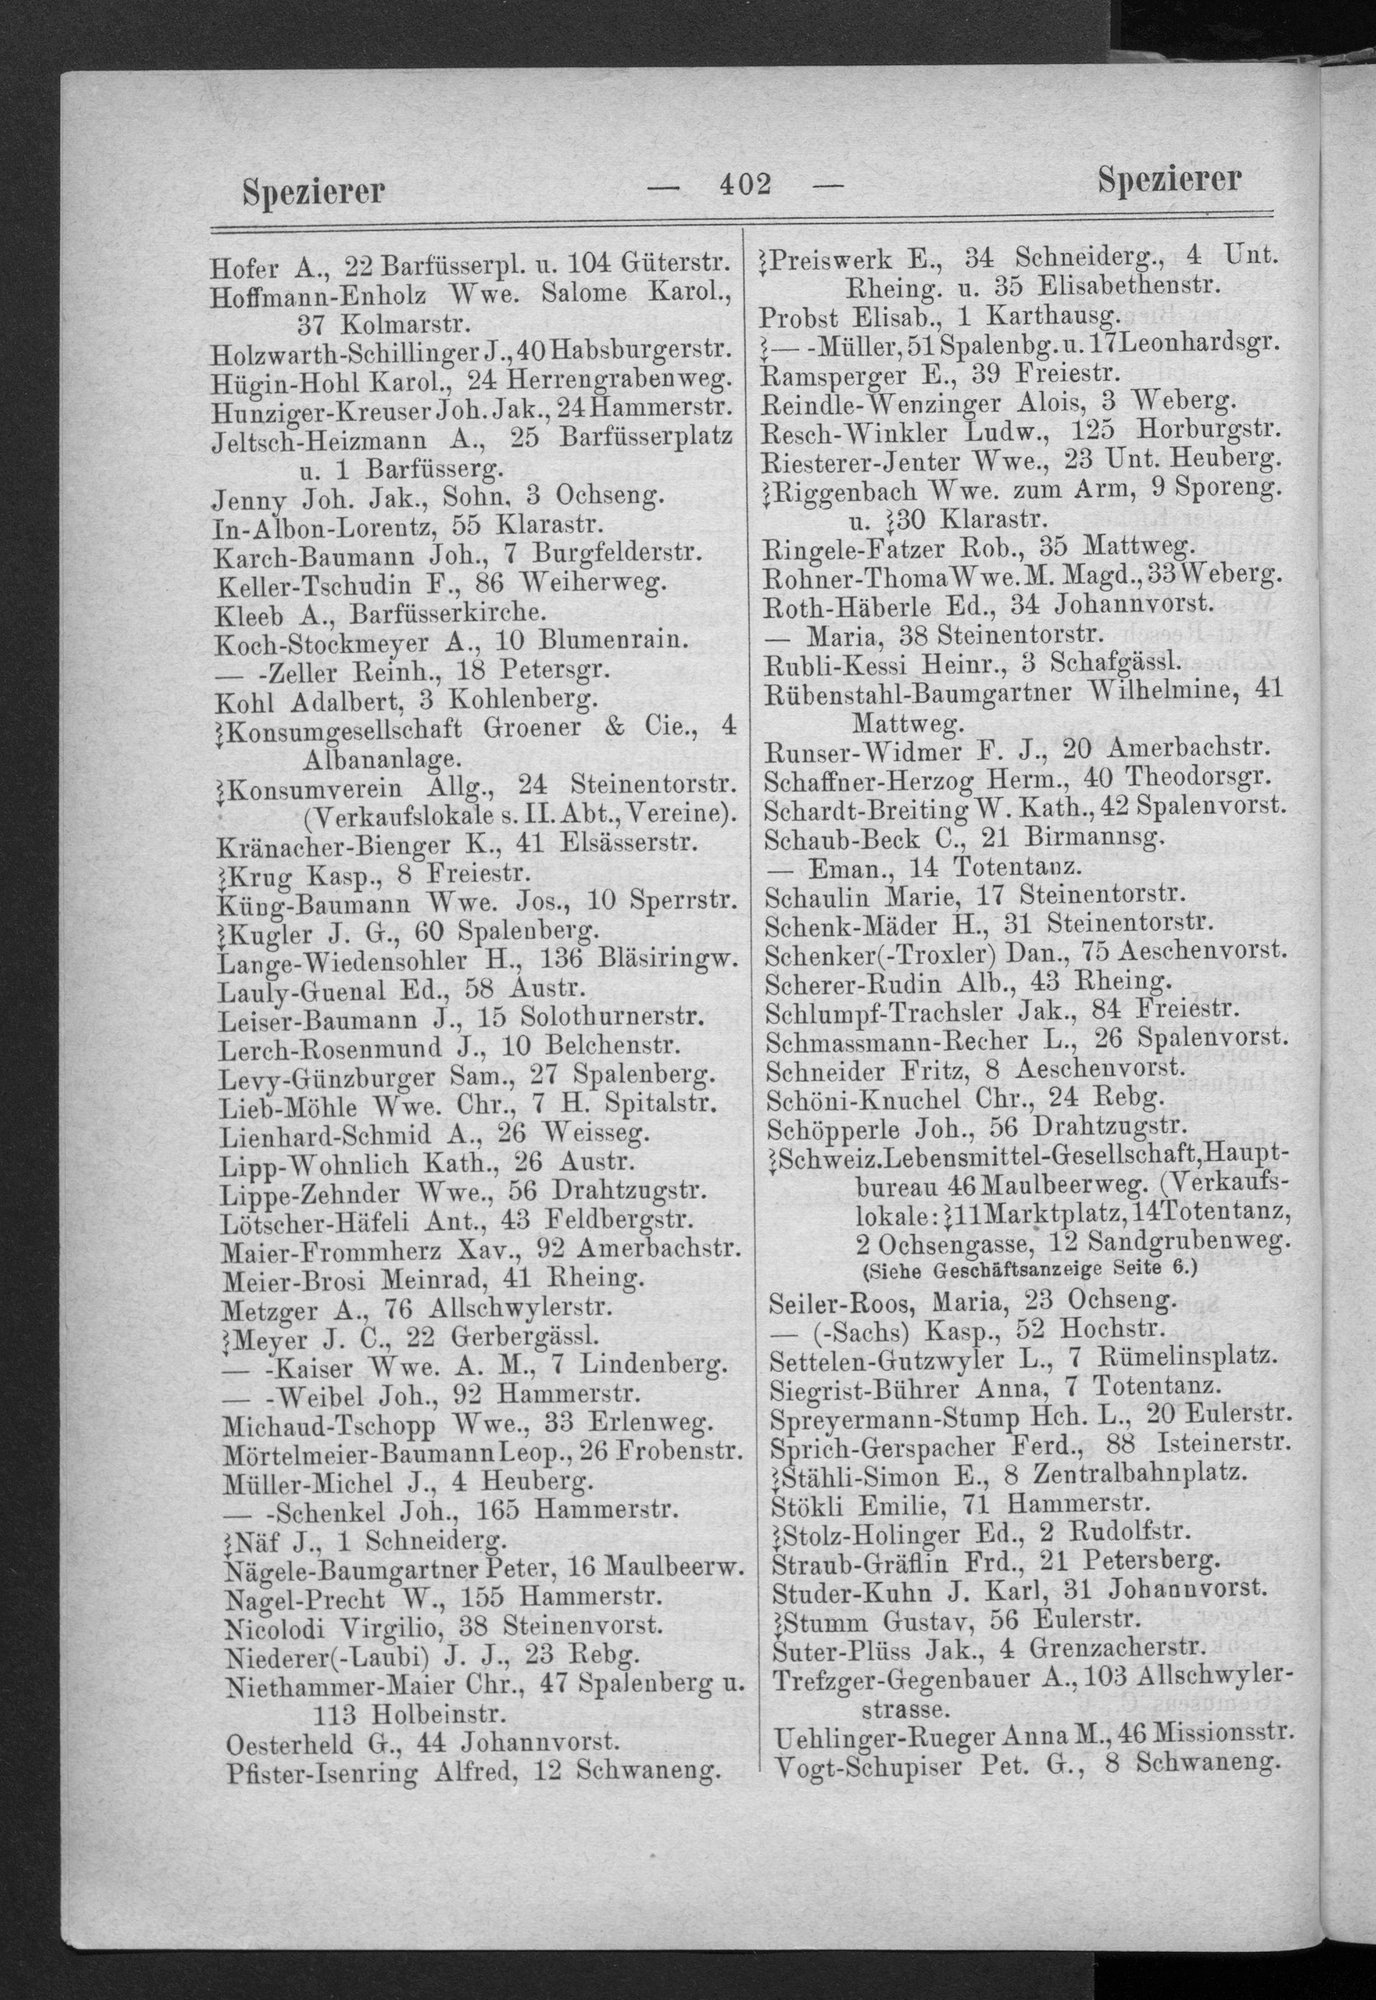 Spezierer — 402 — Spezierer
Hofer A., 22 Barfüsserpl. u. 104 Güterstr.
Hoffmann-Enholz Wwe. Salome Karol.,
37 Kolmarstr.
Holzwarth-Schillinger J., 40 Habsburgerstr.
Hügin-Hohl Karol., 24 Herrengrabenweg.
Hunziger-Kreuser Joh. Jak., 24 Hammerstr.
Jeltsch-Heizmann A., 25 Barfüsserplatz
u. 1 Barfüsserg.
Jenny Joh. Jak., Sohn, 3 Ochseng.
In-Albon-Lorentz, 55 Klarastr.
Karch-Baumann Joh., 7 Burgfelderstr.
Keller-Tschudin F., 86 Weiherweg.
Kleeb A., Barfüsserkirche.
Koch-Stockmeyer A., 10 Blumenrain.
— -Zeller Reinh., 18 Petersgr.
Kohl Adalbert, 3 Kohlenberg.
⸾Konsumgesellschaft Groener & Cie., 4
Albananlage.
⸾Konsumverein Allg., 24 Steinentorstr.
(Verkaufslokale s. II. Abt., Vereine).
Kränacher-Bienger K., 41 Elsässerstr.
⸾Krug Kasp., 8 Freiestr.
Küng-Baumann Wwe. Jos., 10 Sperrstr.
⸾Kugler J. G., 60 Spalenberg.
Lange-Wiedensohler H., 136 Bläsiringw.
Lauly-Guenal Ed., 58 Austr.
Leiser-Baumann J., 15 Solothurnerstr.
Lerch-Rosenmund J., 10 Belchenstr.
Levy-Günzburger Sam., 27 Spalenberg.
Lieb-Möhle Wwe. Chr., 7 H. Spitalstr.
Lienhard-Schmid A., 26 Weisseg.
Lipp-Wohnlich Kath., 26 Austr.
Lippe-Zehnder Wwe., 56 Drahtzugstr.
Lötscher-Häfeli Ant., 43 Feldbergstr.
Maier-Frommherz Xav., 92 Amerbachstr.
Meier-Brosi Meinrad, 41 Rheing.
Metzger A., 76 Allschwylerstr.
⸾Meyer J. C., 22 Gerbergässl.
— -Kaiser Wwe. A. M., 7 Lindenberg.
— -Weibel Joh., 92 Hammerstr.
Michaud-Tschopp Wwe., 33 Erlenweg.
Mörtelmeier-Baumann Leop., 26 Frobenstr.
Müller-Michel J., 4 Heuberg.
— -Schenkel Joh., 165 Hammerstr.
⸾Näf J., 1 Schneiderg.
Nägele-Baumgartner Peter, 16 Maulbeerw.
Nagel-Precht W., 155 Hammerstr.
Nicolodi Virgilio, 38 Steinenvorst.
Niederer(-Laubi) J. J., 23 Rebg.
Niethammer-Maier Chr., 47 Spalenberg u.
113 Holbeinstr.
Oesterheld G., 44 Johannvorst.
Pfister-Isenring Alfred, 12 Schwaneng.
⸾Preiswerk E., 34 Schneiderg., 4 Unt.
Rheing. u. 35 Elisabethenstr.
Probst Elisab., 1 Karthausg.
⸾— -Müller, 51 Spalenbg. u. 17 Leonhardsgr.
Ramsperger E., 39 Freiestr.
Reindle-Wenzinger Alois, 3 Weberg.
Resch-Winkler Ludw., 125 Horburgstr.
Riesterer-Jenter Wwe., 23 Unt. Heuberg.
⸾Riggenbach Wwe. zum Arm, 9 Sporeng.
u. ⸾30 Klarastr.
Ringele-Fatzer Rob., 35 Mattweg.
Rohner-Thoma Wwe. M. Magd., 33 Weberg.
Roth-Häberle Ed., 34 Johannvorst.
— Maria, 38 Steinentorstr.
Rubli-Kessi Heinr., 3 Schafgässl.
Rübenstahl-Baumgartner Wilhelmine, 41
Mattweg.
Runser-Widmer F. J., 20 Amerbachstr.
Schaffner-Herzog Herm., 40 Theodorsgr.
Schardt-Breiting W. Kath., 42 Spalenvorst.
Schaub-Beck C., 21 Birmannsg.
— Eman., 14 Totentanz.
Schaulin Marie, 17 Steinentorstr.
Schenk-Mäder H., 31 Steinentorstr.
Schenker(-Troxler) Dan., 75 Aeschenvorst.
Scherer-Rudin Alb., 43 Rheing.
Schlumpf-Trachsler Jak., 84 Freiestr.
Schmassmann-Recher L., 26 Spalenvorst.
Schneider Fritz, 8 Aeschenvorst.
Schöni-Knuchel Chr., 24 Rebg.
Schöpperle Joh., 56 Drahtzugstr.
⸾Schweiz. Lebensmittel-Gesellschaft, Haupt-
bureau 46 Maulbeerweg. (Verkaufs-
lokale: ⸾11 Marktplatz, 14 Totentanz,
2 Ochsengasse, 12 Sandgrubenweg.
(Siehe Geschäftsanzeige Seite 6.)
Seiler-Roos, Maria, 23 Ochseng.
— (-Sachs) Kasp., 52 Hochstr.
Settelen-Gutzwyler L., 7 Rümelinsplatz.
Siegrist-Bührer Anna, 7 Totentanz.
Spreyermann-Stump Hch. L., 20 Eulerstr.
Sprich-Gerspacher Ferd., 88 Isteinerstr.
⸾Stähli-Simon E., 8 Zentralbahnplatz.
Stökli Emilie, 71 Hammerstr.
⸾Stolz-Holinger Ed., 2 Rudolfstr.
Straub-Gräflin Frd., 21 Petersberg.
Studer-Kuhn J. Karl, 31 Johannvorst.
⸾Stumm Gustav, 56 Eulerstr.
Suter-Plüss Jak., 4 Grenzacherstr.
Trefzger-Gegenbauer A., 103 Allschwyler-
strasse.
Uehlinger-Rueger Anna M., 46 Missionsstr.
Vogt-Schupiser Pet. G., 8 Schwaneng.